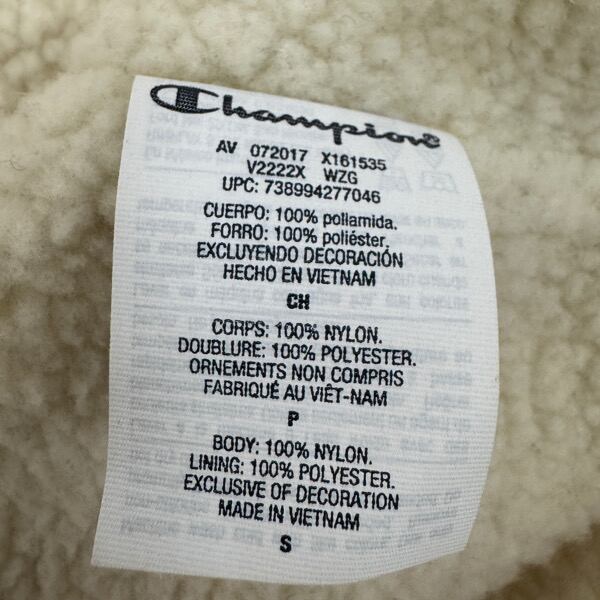 Champion
AV 072017 X161535
V2222X WZG
UPC: 738994277046
CUERPO: 100% poliamida.
FORRO: 100% poliéster.
EXCLUYENDO DECORACIÓN
HECHO EN VIETNAM
CH
CORPS: 100% NYLON.
DOUBLURE: 100% POLYESTER.
ORNEMENTS NON COMPRIS
FABRIQUÉ AU VIÊT-NAM
P
BODY: 100% NYLON.
LINING: 100% POLYESTER.
EXCLUSIVE OF DECORATION
MADE IN VIETNAM
S